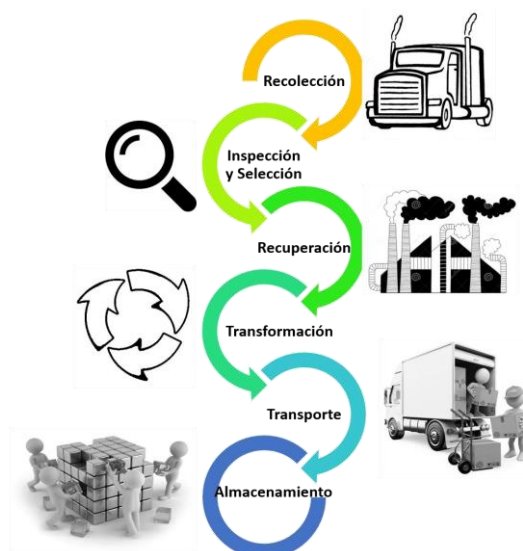 Recolección
Inspección
y Selección
Recuperación
Transformación
Transporte
Almacenamiento